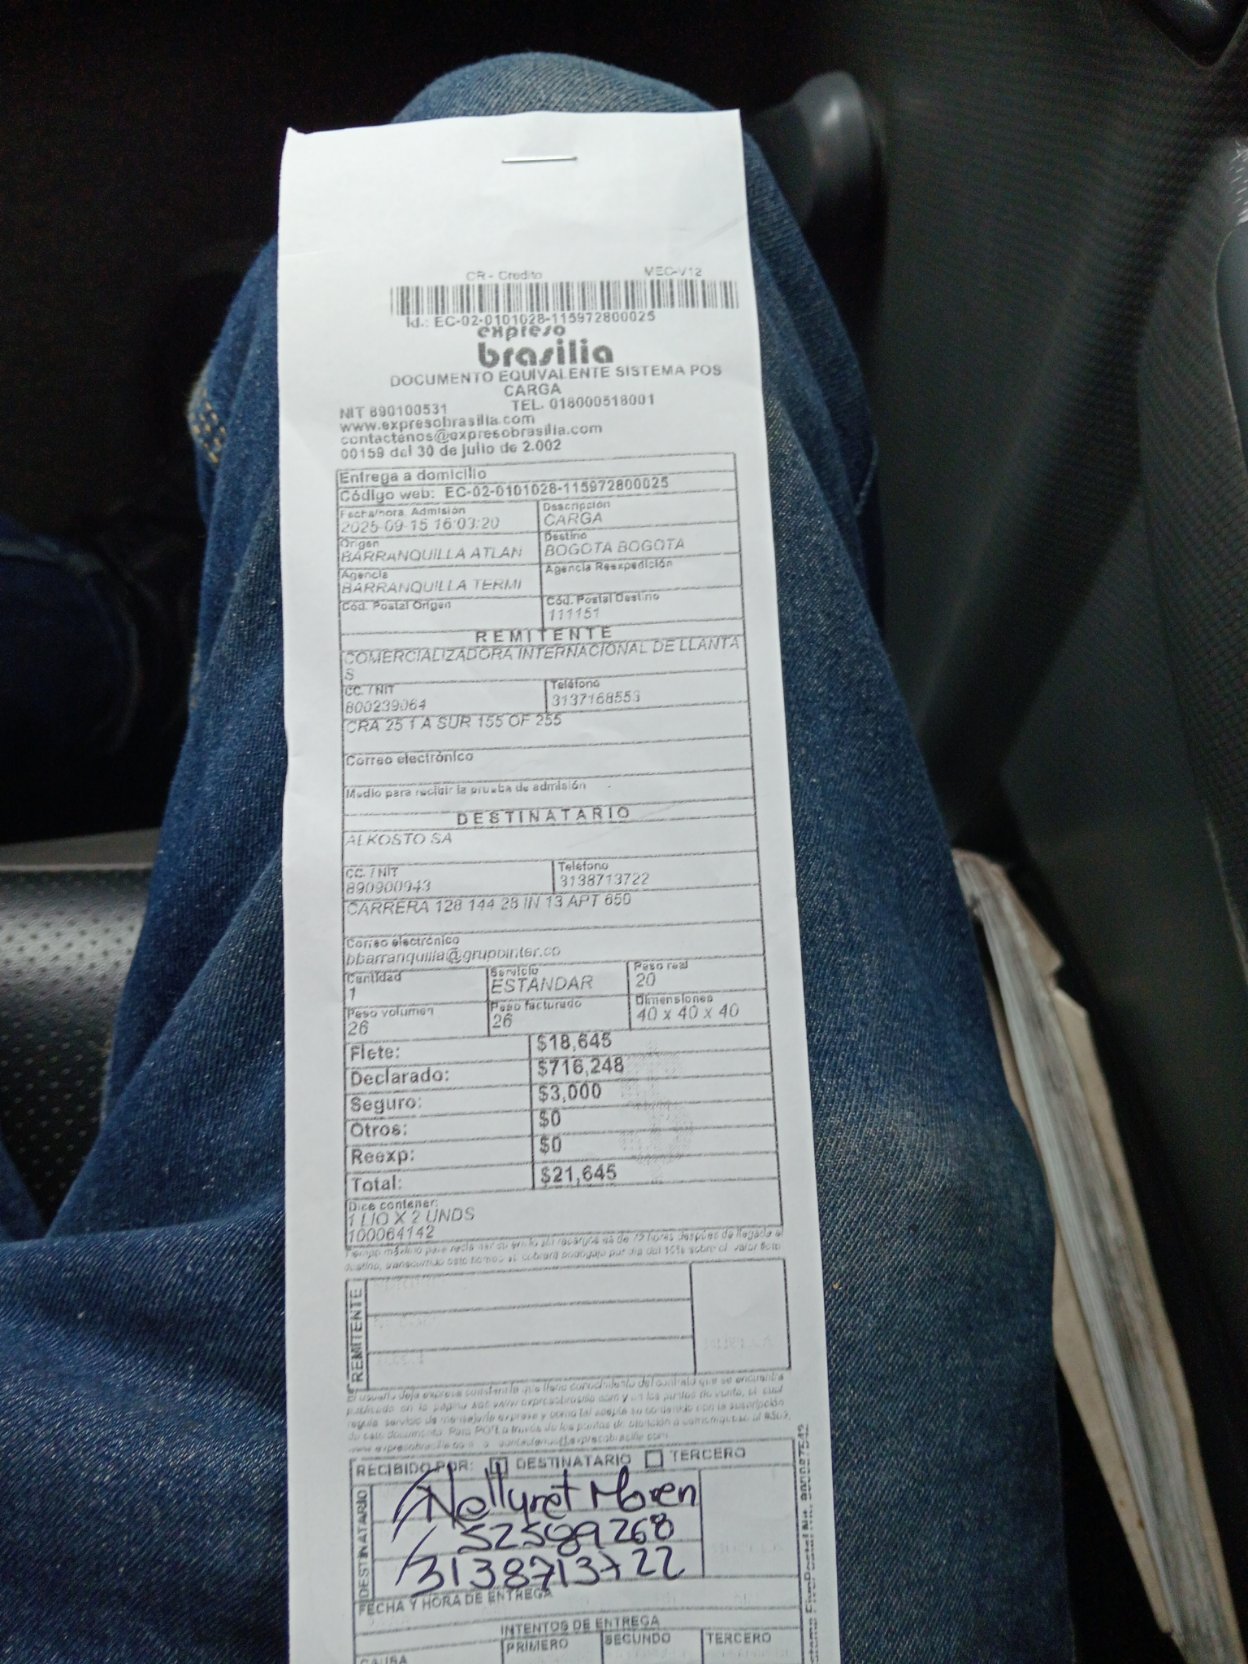 CR - Credito MEC-V12
Id.: EC-02-0101028-115972800025
expreso
brasilia
DOCUMENTO EQUIVALENTE SISTEMA POS
CARGA
NIT 890100531 TEL. 018000518001
www.expresobrasilia.com
contactenos@expresobrasilia.com
00159 del 30 de julio de 2.002
Entrega a domicilio
Código web: EC-02-0101028-115972800025
Fecha/hora Admisión Descripción
2025-09-15 16:03:20 CARGA
Origen Destino
BARRANQUILLA ATLAN BOGOTA BOGOTA
Agencia Agencia Reexpedición
BARRANQUILLA TERMI
Cód. Postal Origen Cód. Postal Destino
111151
REMITENTE
COMERCIALIZADORA INTERNACIONAL DE LLANTA
S
CC. / NIT Teléfono
800239064 3137168553
CRA 25 1 A SUR 155 OF 255
Correo electrónico
Medio para recibir la prueba de admisión
DESTINATARIO
ALKOSTO SA
CC. / NIT Teléfono
890900943 3138713722
CARRERA 128 144 28 IN 13 APT 650
Correo electrónico
bbarranquilla@grupointer.co
Cantidad Servicio Peso real
1 ESTANDAR 20
Peso volumen Peso facturado Dimensiones
26 26 40 x 40 x 40
Flete: $18,645
Declarado: $716,248
Seguro: $3,000
Otros: $0
Reexp: $0
Total: $21,645
Dice contener:
1 LIO X 2 UNDS
100064142
REMITENTE
RECIBIDO POR: DESTINATARIO TERCERO
DESTINATARIO
Nellyret Moren
52589268
3138713722
FECHA Y HORA DE ENTREGA
INTENTOS DE ENTREGA
CAUSA PRIMERO SEGUNDO TERCERO